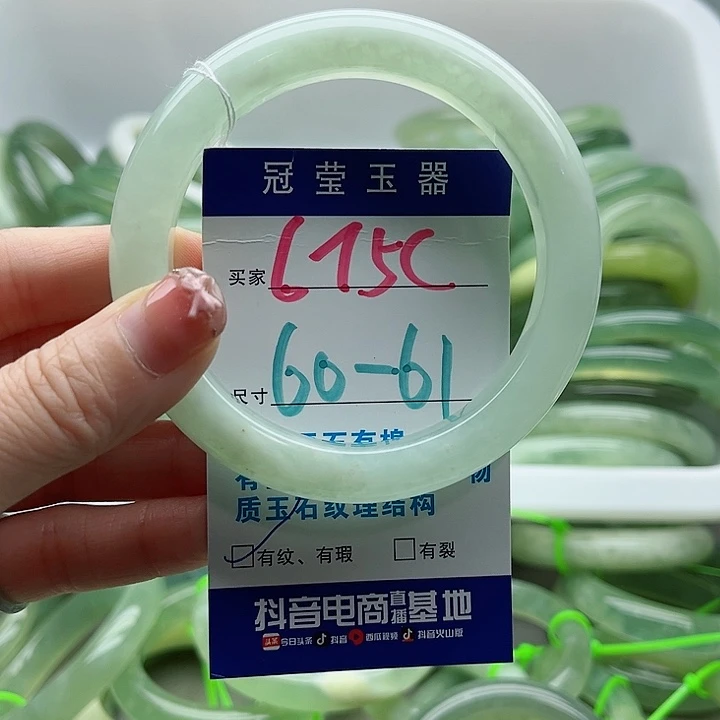 冠莹玉器
买家 675C
尺寸 60-61
质玉石纹理结构
有纹、有瑕 有裂
抖音电商直播基地
今日头条 抖音 西瓜视频 抖音火山版